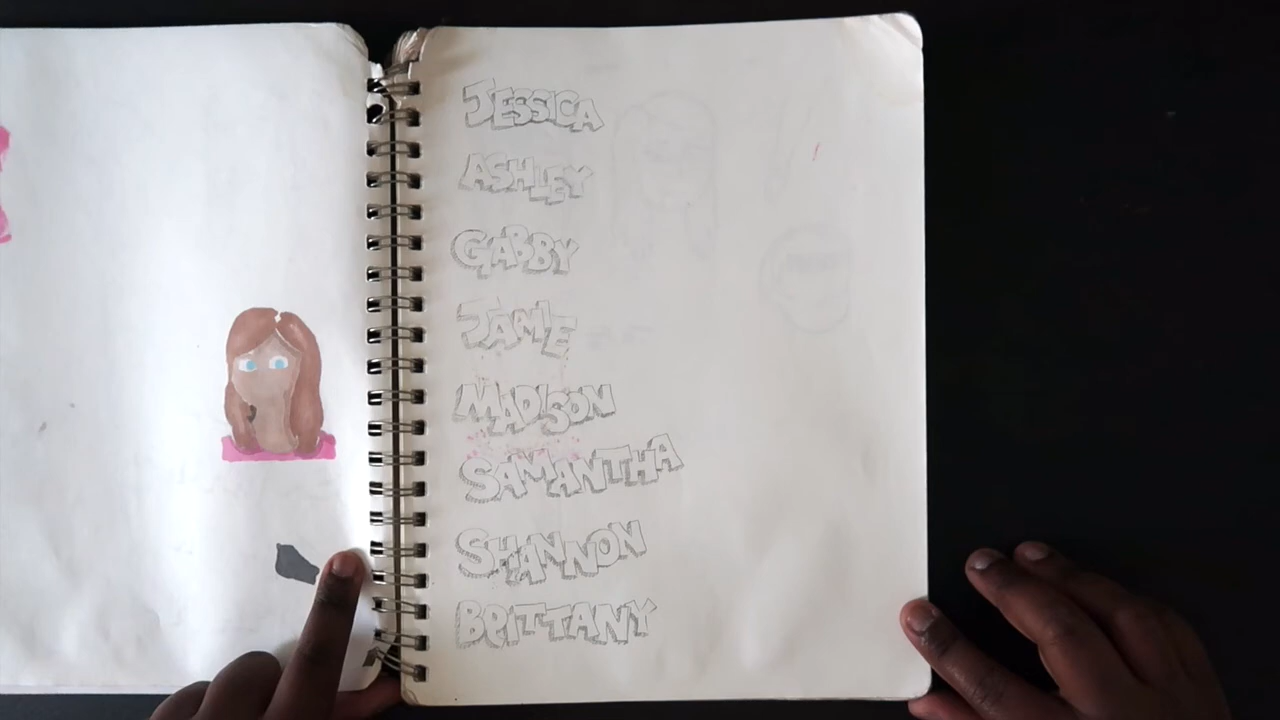 JESSICA
ASHLEY
GABBY
JAMIE
MADISON
SAMANTHA
SHANNON
BRITTANY